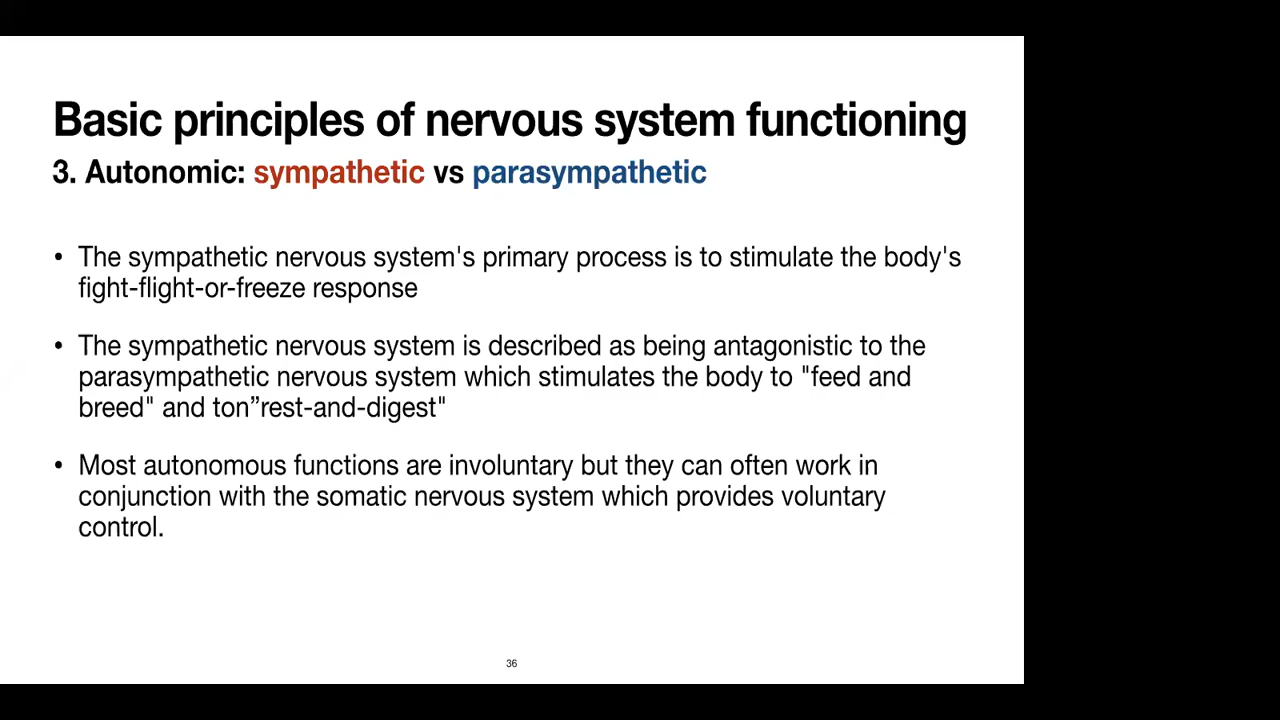 Basic principles of nervous system functioning
3. Autonomic: sympathetic vs parasympathetic
• The sympathetic nervous system's primary process is to stimulate the body's
fight-flight-or-freeze response
• The sympathetic nervous system is described as being antagonistic to the
parasympathetic nervous system which stimulates the body to "feed and
breed" and ton”rest-and-digest"
• Most autonomous functions are involuntary but they can often work in
conjunction with the somatic nervous system which provides voluntary
control.
36